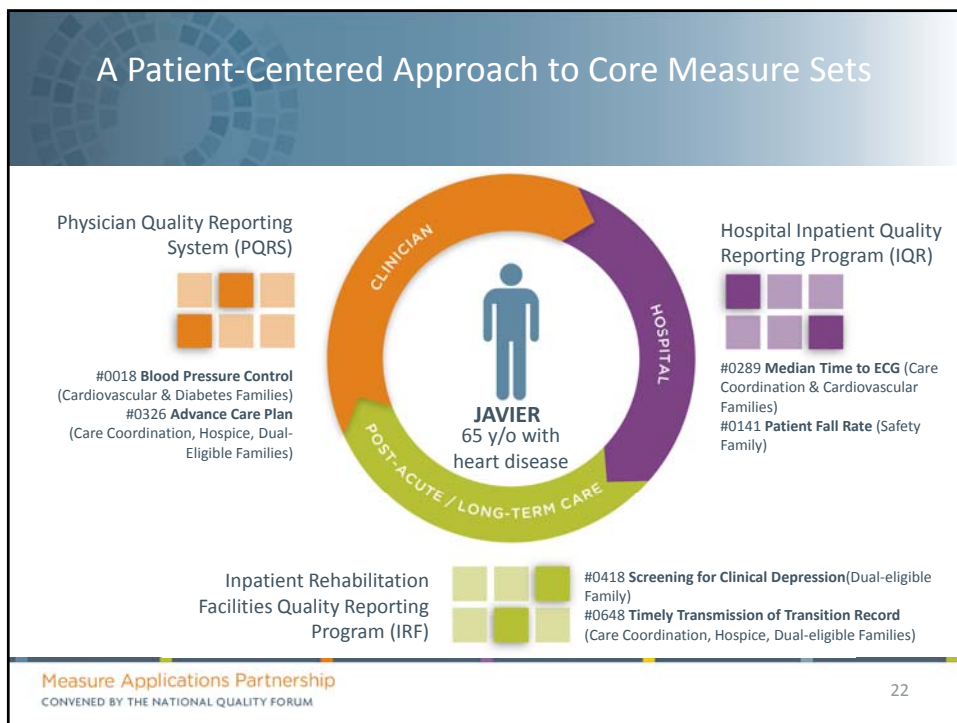 A Patient-Centered Approach to Core Measure Sets
Physician Quality Reporting
System (PQRS)
#0018 Blood Pressure Control
(Cardiovascular & Diabetes Families)
#0326 Advance Care Plan
(Care Coordination, Hospice, Dual-
Eligible Families)
CLINICIAN
HOSPITAL
POST-ACUTE / LONG-TERM CARE
JAVIER
65 y/o with
heart disease
Hospital Inpatient Quality
Reporting Program (IQR)
#0289 Median Time to ECG (Care
Coordination & Cardiovascular
Families)
#0141 Patient Fall Rate (Safety
Family)
Inpatient Rehabilitation
Facilities Quality Reporting
Program (IRF)
#0418 Screening for Clinical Depression(Dual-eligible
Family)
#0648 Timely Transmission of Transition Record
(Care Coordination, Hospice, Dual-eligible Families)
Measure Applications Partnership
CONVENED BY THE NATIONAL QUALITY FORUM
22